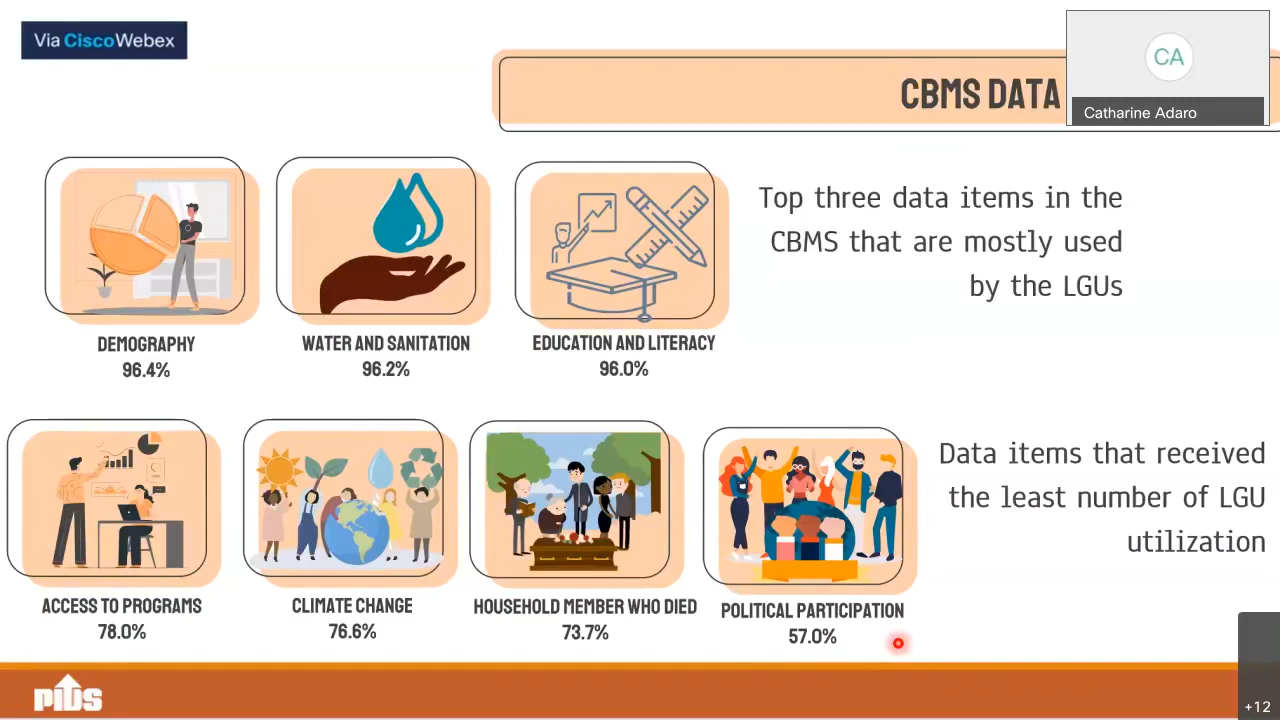 Via CiscoWebex
CA
Catharine Adaro
CBMS DATA
DEMOGRAPHY
96.4%
WATER AND SANITATION
96.2%
EDUCATION AND LITERACY
96.0%
Top three data items in the
CBMS that are mostly used
by the LGUs
ACCESS TO PROGRAMS
78.0%
CLIMATE CHANGE
76.6%
HOUSEHOLD MEMBER WHO DIED
73.7%
POLITICAL PARTICIPATION
57.0%
Data items that received
the least number of LGU
utilization
PIDS
+12